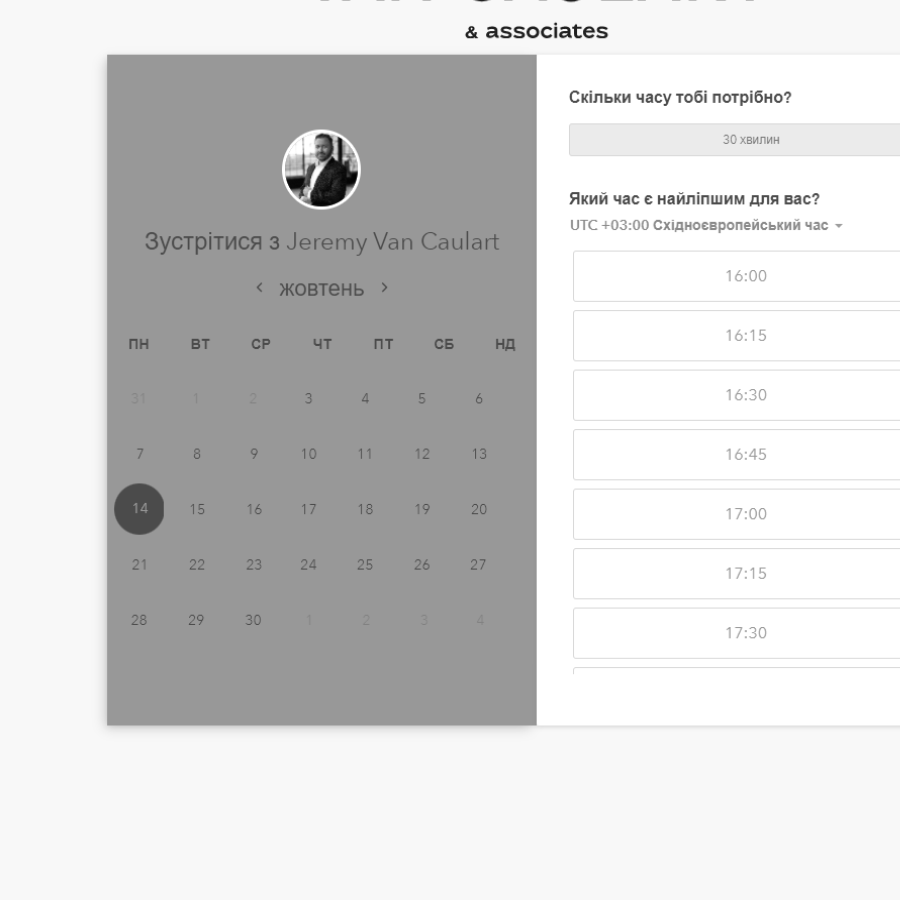 & associates
Зустрітися з Jeremy Van Caulart
жовтень
ПН ВТ СР ЧТ ПТ СБ НД
31 1 2 3 4 5 6
7 8 9 10 11 12 13
14 15 16 17 18 19 20
21 22 23 24 25 26 27
28 29 30 1 2 3 4
Скільки часу тобі потрібно?
30 хвилин
Який час є найліпшим для вас?
UTC +03:00 Східноєвропейський час
16:00
16:15
16:30
16:45
17:00
17:15
17:30